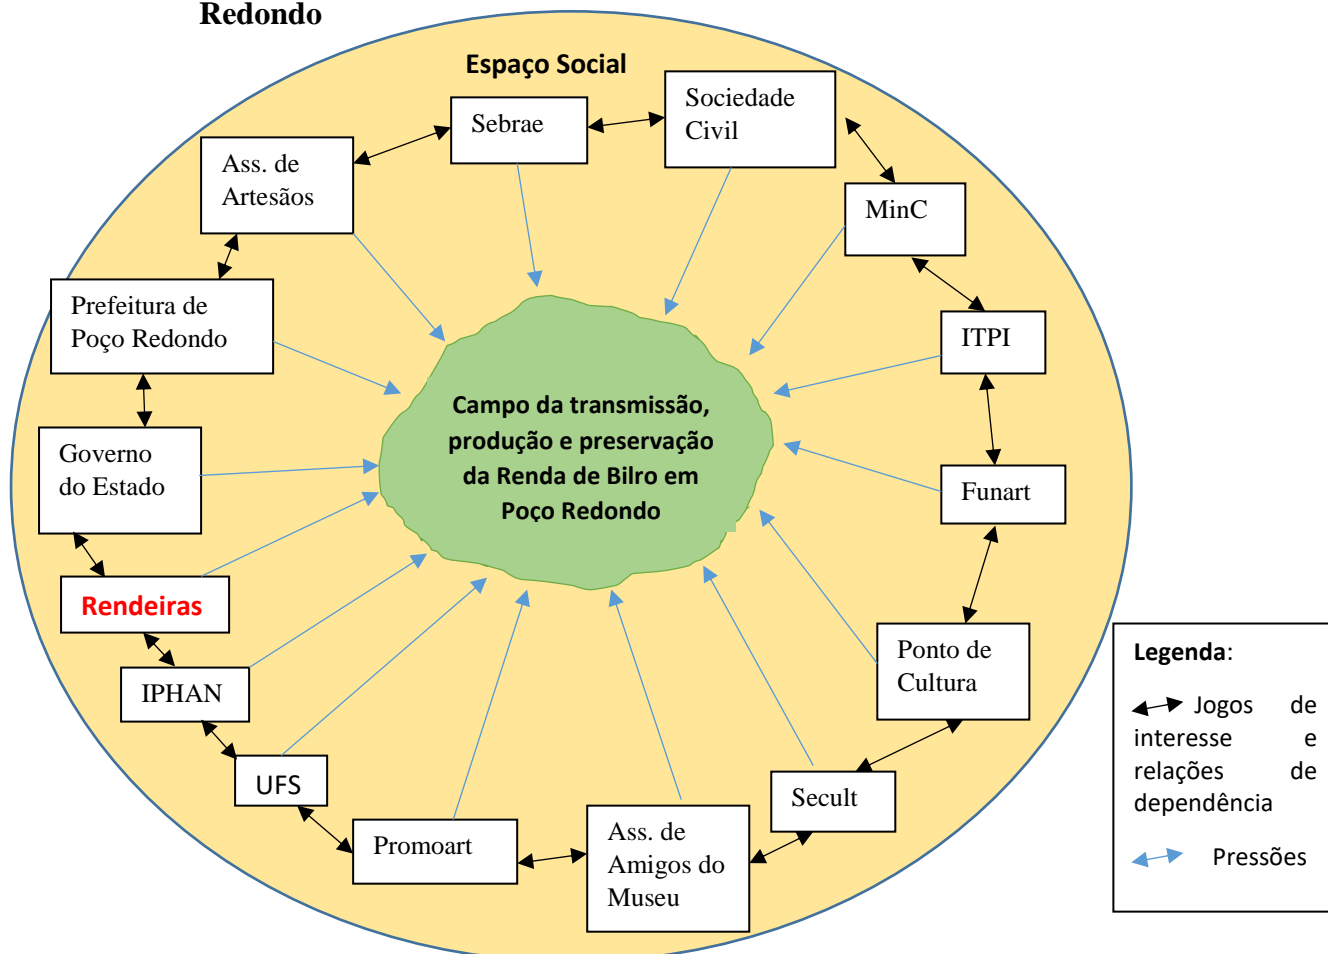 Redondo
Espaço Social
Sociedade
Civil
Sebrae
Ass. de
Artesãos
MinC
Prefeitura de
Poço Redondo
ITPI
Campo da transmissão,
produção e preservação
da Renda de Bilro em
Poço Redondo
Governo
do Estado
Funart
Rendeiras
Ponto de
Cultura
IPHAN
UFS
Secult
Promoart
Ass. de
Amigos do
Museu
Legenda:
Jogos de
interesse e
relações de
dependência
Pressões